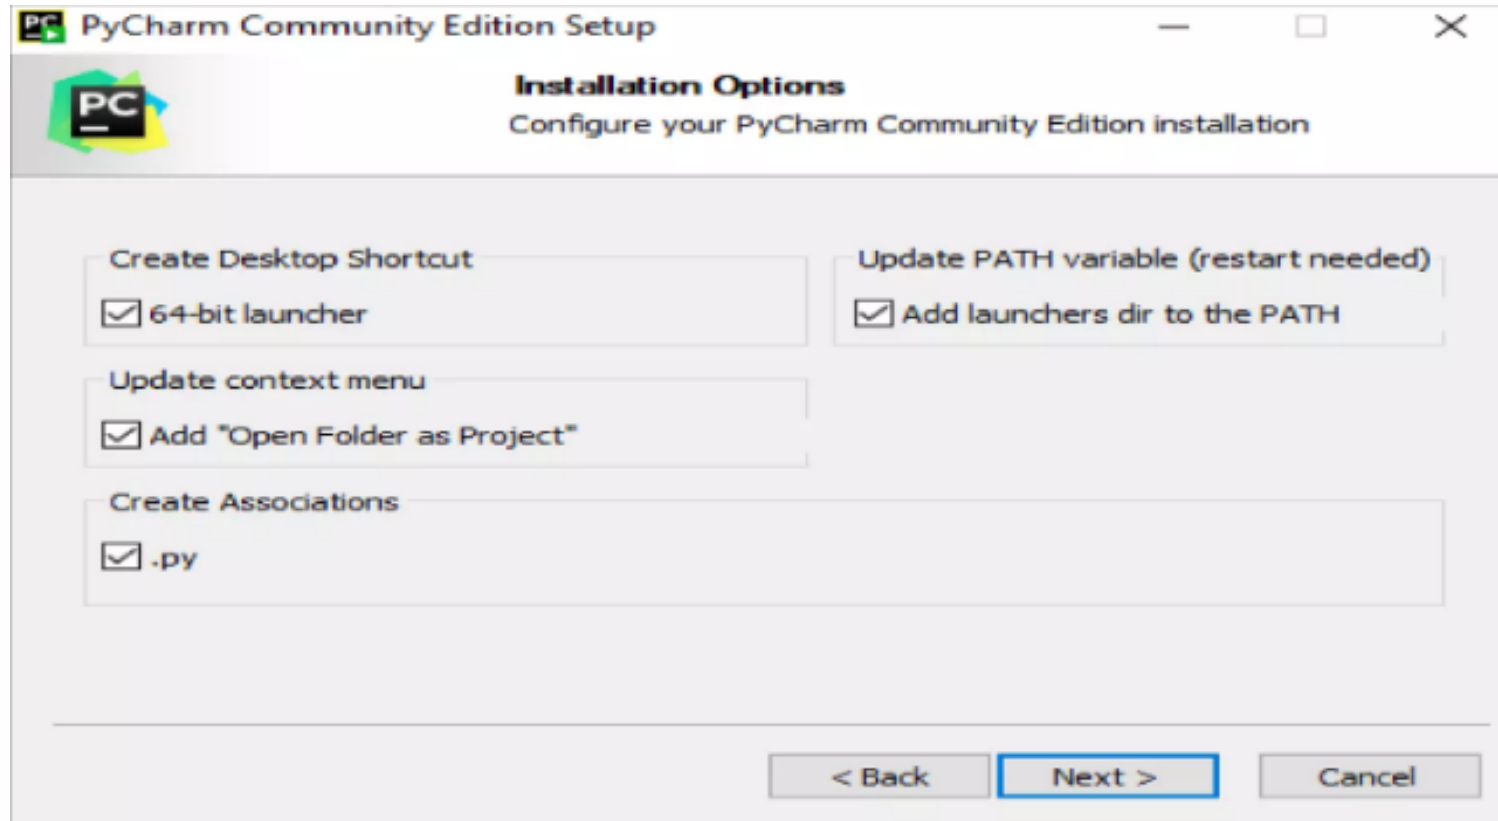 PyCharm Community Edition Setup
PC
Installation Options
Configure your PyCharm Community Edition installation
Create Desktop Shortcut
64-bit launcher
Update PATH variable (restart needed)
Add launchers dir to the PATH
Update context menu
Add "Open Folder as Project"
Create Associations
.py
< Back
Next >
Cancel